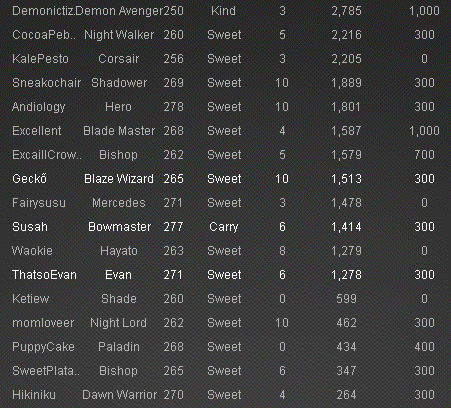 Demonictiz.Demon Avenger250 Kind 3 2,785 1,000
CocoaPeb.. Night Walker 260 Sweet 5 2,216 300
KalePesto Corsair 256 Sweet 3 2,205 0
Sneakochair Shadower 269 Sweet 10 1,889 300
Andiology Hero 278 Sweet 10 1,801 300
Excellent Blade Master 268 Sweet 4 1,587 1,000
ExcaillCrow.. Bishop 262 Sweet 5 1,579 700
Geckő Blaze Wizard 265 Sweet 10 1,513 300
Fairysusu Mercedes 271 Sweet 3 1,478 0
Susah Bowmaster 277 Carry 6 1,414 300
Waokie Hayato 263 Sweet 8 1,279 0
ThatsoEvan Evan 271 Sweet 6 1,278 300
Ketiew Shade 260 Sweet 0 599 0
momloveer Night Lord 262 Sweet 10 462 300
PuppyCake Paladin 268 Sweet 0 434 400
SweetPlata.. Bishop 265 Sweet 6 347 300
Hikiniku Dawn Warrior 270 Sweet 4 264 300